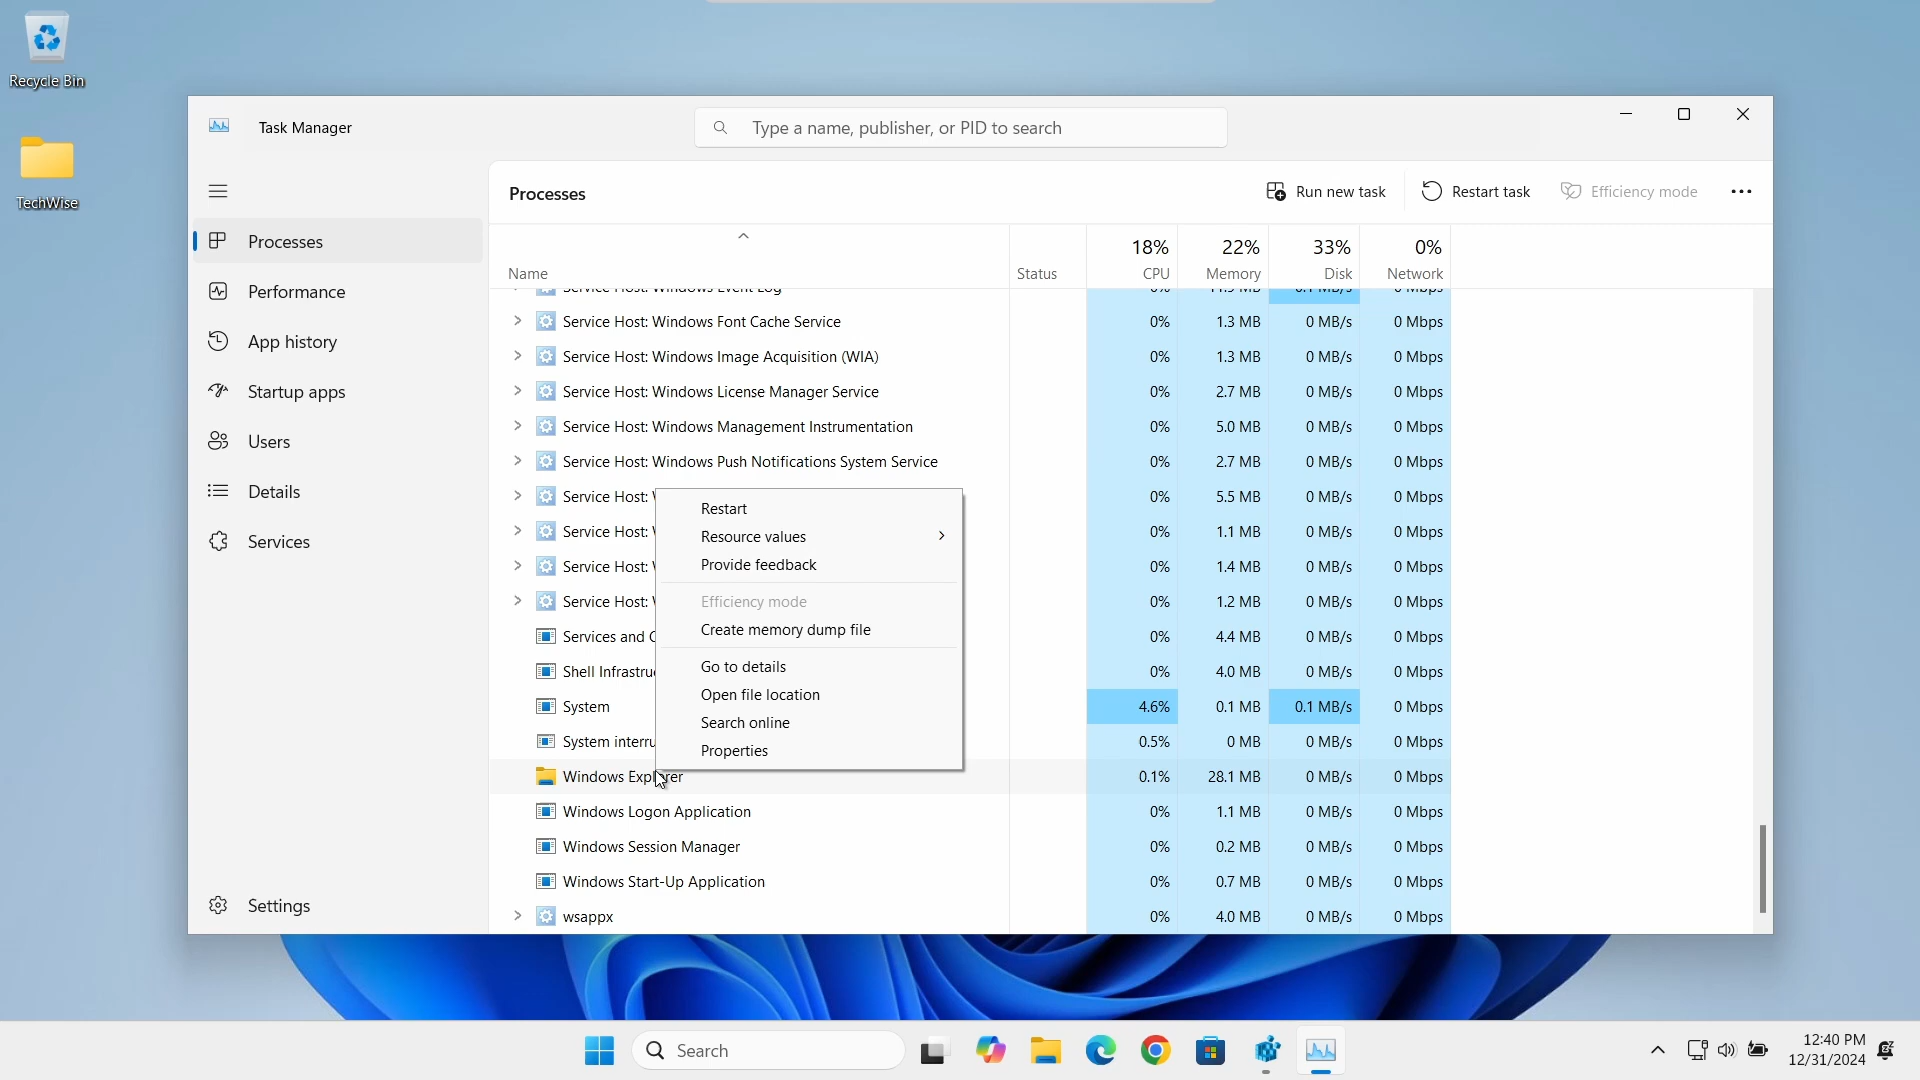 Recycle Bin
TechWise
Task Manager
Type a name, publisher, or PID to search
Processes
Run new task
Restart task
Efficiency mode
Processes
Performance
App history
Startup apps
Users
Details
Services
Settings
18% 22% 33% 0%
Name Status CPU Memory Disk Network
Service Host: Windows Event Log 0% 11.9 MB 0.1 MB/s 0 Mbps
Service Host: Windows Font Cache Service 0% 1.3 MB 0 MB/s 0 Mbps
Service Host: Windows Image Acquisition (WIA) 0% 1.3 MB 0 MB/s 0 Mbps
Service Host: Windows License Manager Service 0% 2.7 MB 0 MB/s 0 Mbps
Service Host: Windows Management Instrumentation 0% 5.0 MB 0 MB/s 0 Mbps
Service Host: Windows Push Notifications System Service 0% 2.7 MB 0 MB/s 0 Mbps
Service Host: 0% 5.5 MB 0 MB/s 0 Mbps
Service Host: 0% 1.1 MB 0 MB/s 0 Mbps
Service Host: 0% 1.4 MB 0 MB/s 0 Mbps
Service Host: 0% 1.2 MB 0 MB/s 0 Mbps
Services and 0% 4.4 MB 0 MB/s 0 Mbps
Shell Infrastru 0% 4.0 MB 0 MB/s 0 Mbps
System 4.6% 0.1 MB 0.1 MB/s 0 Mbps
System interru 0.5% 0 MB 0 MB/s 0 Mbps
Windows Explorer 0.1% 28.1 MB 0 MB/s 0 Mbps
Windows Logon Application 0% 1.1 MB 0 MB/s 0 Mbps
Windows Session Manager 0% 0.2 MB 0 MB/s 0 Mbps
Windows Start-Up Application 0% 0.7 MB 0 MB/s 0 Mbps
wsappx 0% 4.0 MB 0 MB/s 0 Mbps
Restart
Resource values
Provide feedback
Efficiency mode
Create memory dump file
Go to details
Open file location
Search online
Properties
Search
12:40 PM
12/31/2024